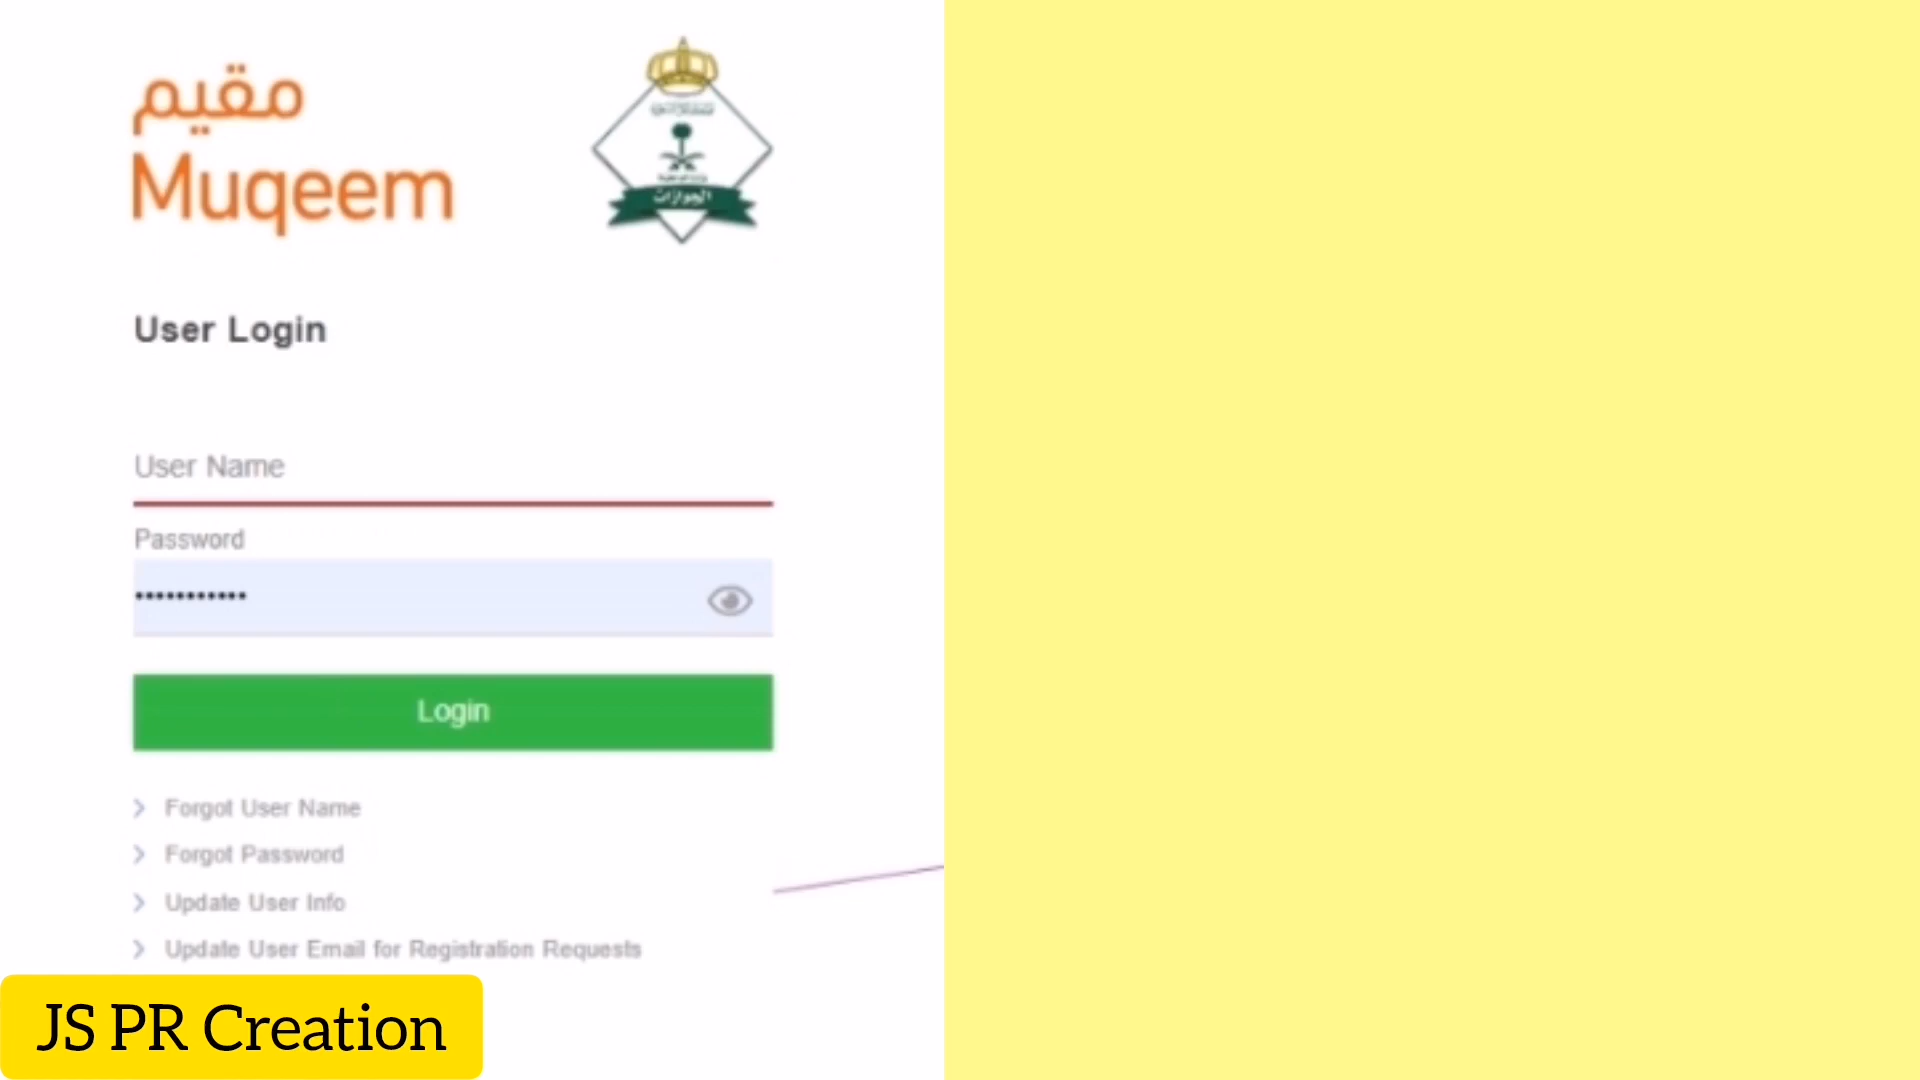 مقيم
Muqeem
الجوازات
User Login
User Name
Password
•••••••••••
Login
Forgot User Name
Forgot Password
Update User Info
Update User Email for Registration Requests
JS PR Creation